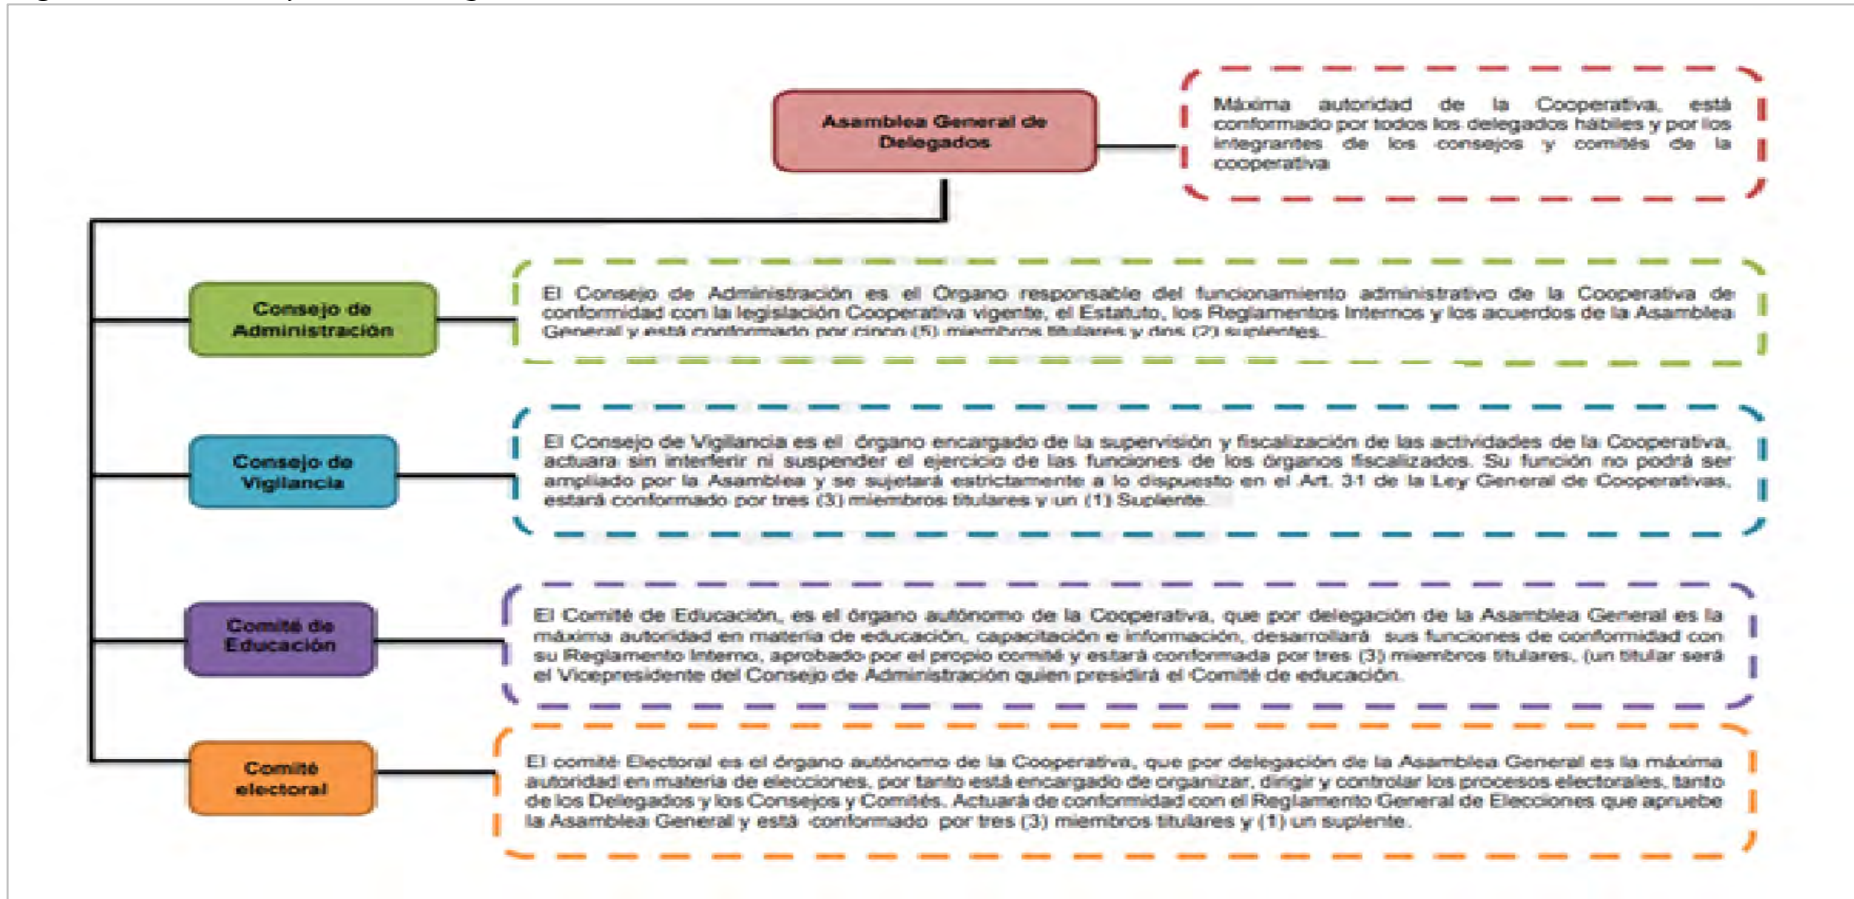 Asamblea General de
Delegados
Máxima autoridad de la Cooperativa, está
conformado por todos los delegados hábiles y por los
integrantes de los consejos y comités de la
cooperativa
Consejo de
Administración
El Consejo de Administración es el Organo responsable del funcionamiento administrativo de la Cooperativa de
conformidad con la legislación Cooperativa vigente, el Estatuto, los Reglamentos Internos y los acuerdos de la Asamblea
General y está conformado por cinco (5) miembros titulares y dos (2) suplentes.
Consejo de
Vigilancia
El Consejo de Vigilancia es el órgano encargado de la supervisión y fiscalización de las actividades de la Cooperativa,
actuara sin interferir ni suspender el ejercicio de las funciones de los órganos fiscalizados. Su función no podrá ser
ampliado por la Asamblea y se sujetará estrictamente a lo dispuesto en el Art. 31 de la Ley General de Cooperativas,
estará conformado por tres (3) miembros titulares y un (1) Suplente.
Comité de
Educación
El Comité de Educación, es el órgano autónomo de la Cooperativa, que por delegación de la Asamblea General es la
máxima autoridad en materia de educación, capacitación e información, desarrollará sus funciones de conformidad con
su Reglamento Interno, aprobado por el propio comité y estará conformada por tres (3) miembros titulares, (un titular será
el Vicepresidente del Consejo de Administración quien presidirá el Comité de educación.
Comité
electoral
El comité Electoral es el órgano autónomo de la Cooperativa, que por delegación de la Asamblea General es la máxima
autoridad en materia de elecciones, por tanto está encargado de organizar, dirigir y controlar los procesos electorales, tanto
de los Delegados y los Consejos y Comités. Actuará de conformidad con el Reglamento General de Elecciones que apruebe
la Asamblea General y está conformado por tres (3) miembros titulares y (1) un suplente.